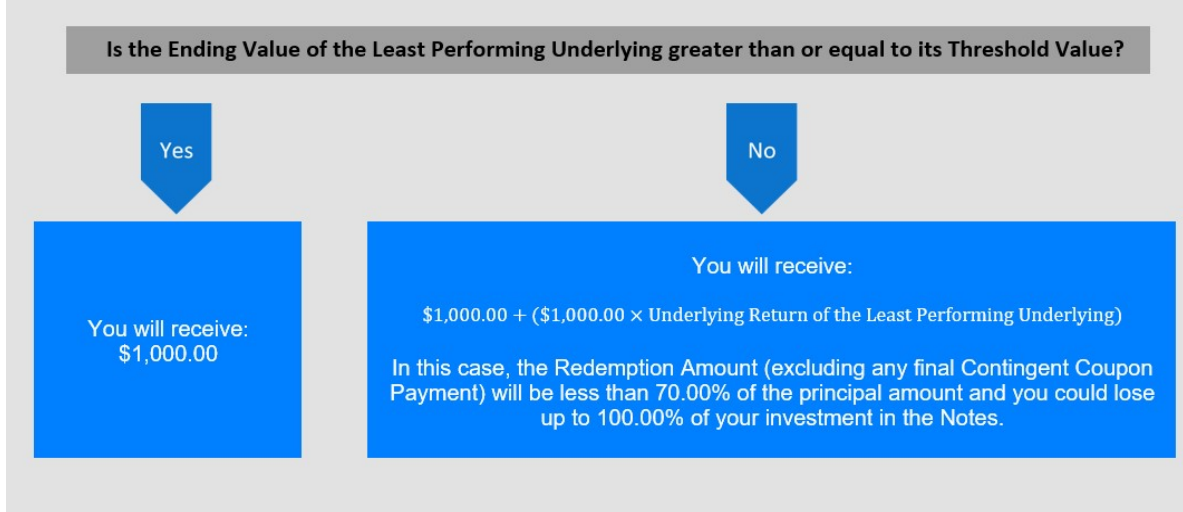 Is the Ending Value of the Least Performing Underlying greater than or equal to its Threshold Value?
Yes
No
You will receive:
$1,000.00
You will receive:
$1,000.00 + ($1,000.00 × Underlying Return of the Least Performing Underlying)
In this case, the Redemption Amount (excluding any final Contingent Coupon
Payment) will be less than 70.00% of the principal amount and you could lose
up to 100.00% of your investment in the Notes.